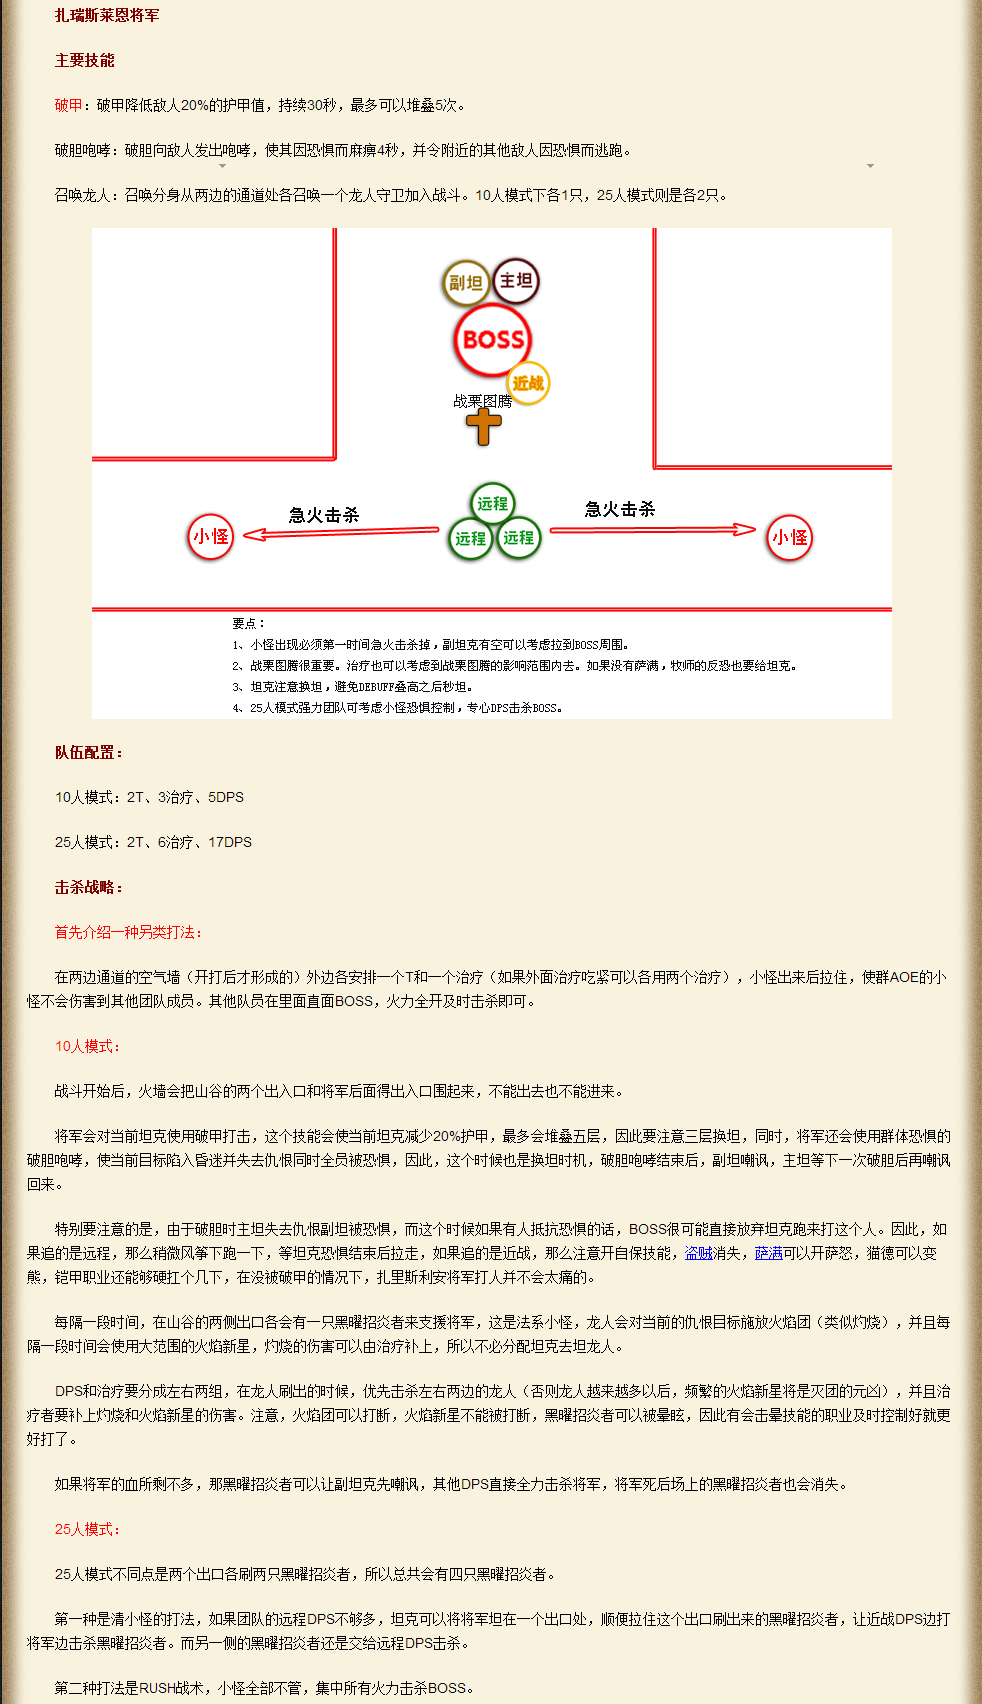 扎瑞斯莱恩将军
主要技能
破甲：破甲降低敌人20%的护甲值，持续30秒，最多可以堆叠5次。
破胆咆哮：破胆向敌人发出咆哮，使其因恐惧而麻痹4秒，并令附近的其他敌人因恐惧而逃跑。
召唤龙人：召唤分身从两边的通道处各召唤一个龙人守卫加入战斗。10人模式下各1只，25人模式则是各2只。
副坦
主坦
BOSS
近战
战栗图腾
远程
急火击杀
急火击杀
小怪
远程
远程
小怪
要点：
1、小怪出现必须第一时间急火击杀掉，副坦克有空可以考虑拉到BOSS周围。
2、战栗图腾很重要。治疗也可以考虑到战栗图腾的影响范围内去。如果没有萨满，牧师的反恐也要给坦克。
3、坦克注意换坦，避免DEBUFF叠高之后秒坦。
4、25人模式强力团队可考虑小怪恐惧控制，专心DPS击杀BOSS。
队伍配置：
10人模式：2T、3治疗、5DPS
25人模式：2T、6治疗、17DPS
击杀战略：
首先介绍一种另类打法：
在两边通道的空气墙（开打后才形成的）外边各安排一个T和一个治疗（如果外面治疗吃紧可以各用两个治疗），小怪出来后拉住，使群AOE的小
怪不会伤害到其他团队成员。其他队员在里面直面BOSS，火力全开及时击杀即可。
10人模式：
战斗开始后，火墙会把山谷的两个出入口和将军后面得出入口围起来，不能出去也不能进来。
将军会对当前坦克使用破甲打击，这个技能会使当前坦克减少20%护甲，最多会堆叠五层，因此要注意三层换坦，同时，将军还会使用群体恐惧的
破胆咆哮，使当前目标陷入昏迷并失去仇恨同时全员被恐惧，因此，这个时候也是换坦时机，破胆咆哮结束后，副坦嘲讽，主坦等下一次破胆后再嘲讽
回来。
特别要注意的是，由于破胆时主坦失去仇恨副坦被恐惧，而这个时候如果有人抵抗恐惧的话，BOSS很可能直接放弃坦克跑来打这个人。因此，如
果追的是远程，那么稍微风筝下跑一下，等坦克恐惧结束后拉走，如果追的是近战，那么注意开自保技能，盗贼消失，萨满可以开萨怒，猫德可以变
熊，铠甲职业还能够硬扛个几下，在没被破甲的情况下，扎里斯利安将军打人并不会太痛的。
每隔一段时间，在山谷的两侧出口各会有一只黑曜招炎者来支援将军，这是法系小怪，龙人会对当前的仇恨目标施放火焰团（类似灼烧），并且每
隔一段时间会使用大范围的火焰新星，灼烧的伤害可以由治疗补上，所以不必分配坦克去坦龙人。
DPS和治疗要分成左右两组，在龙人刷出的时候，优先击杀左右两边的龙人（否则龙人越来越多以后，频繁的火焰新星将是灭团的元凶），并且治
疗者要补上灼烧和火焰新星的伤害。注意，火焰团可以打断，火焰新星不能被打断，黑曜招炎者可以被晕眩，因此有会击晕技能的职业及时控制好就更
好打了。
如果将军的血所剩不多，那黑曜招炎者可以让副坦克先嘲讽，其他DPS直接全力击杀将军，将军死后场上的黑曜招炎者也会消失。
25人模式：
25人模式不同点是两个出口各刷两只黑曜招炎者，所以总共会有四只黑曜招炎者。
第一种是清小怪的打法，如果团队的远程DPS不够多，坦克可以将将军坦在一个出口处，顺便拉住这个出口刷出来的黑曜招炎者，让近战DPS边打
将军边击杀黑曜招炎者。而另一侧的黑曜招炎者还是交给远程DPS击杀。
第二种打法是RUSH战术，小怪全部不管，集中所有火力击杀BOSS。